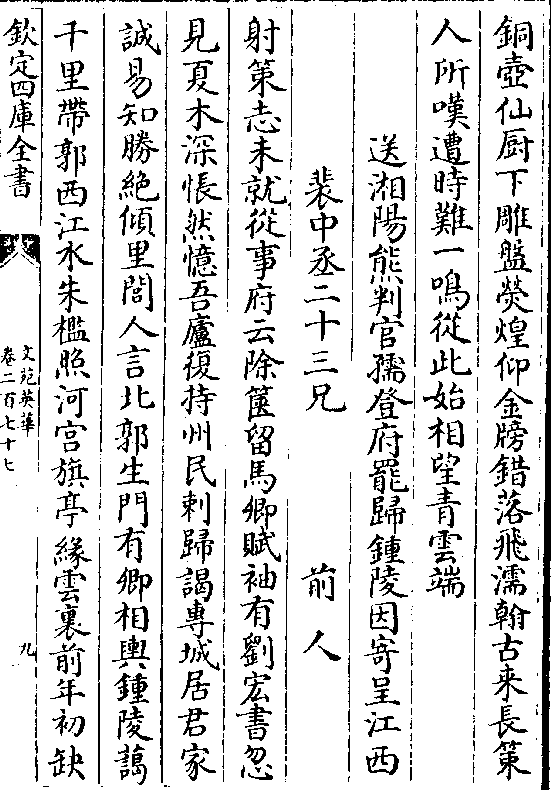 銅壺仙厨下雕盤熒煌仰金牓錯落飛濡翰古来長策
人所嘆遭時難一鳴從此始相望青雲端
送湘陽熊判官孺登府罷歸鍾陵因寄呈江西
裴中丞二十三兄 前人
射策志未就從事府云除篋留馬卿賦袖有劉宏書忽
見夏木深悵然憶吾廬復持州民刺歸謁專城居君家
誠易知勝絶傾里閭人言北郭生門有卿相輿鍾陵藹
千里帶郭西江水朱檻照河宮旗亭緣雲裏前年初缺
欽定四庫全書
文苑英華
卷二百七十七
九